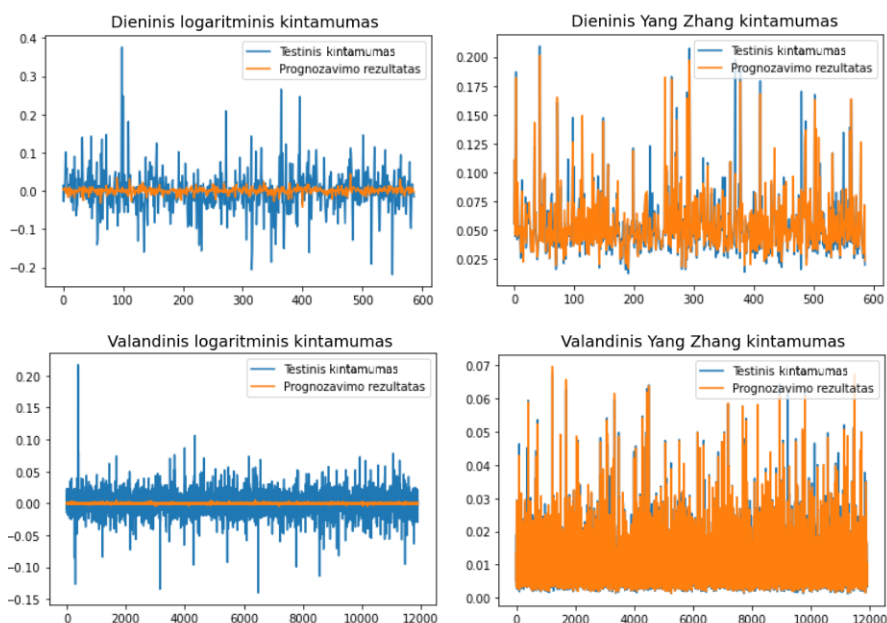 Dieninis logaritminis kintamumas
Testinis kintamumas
Prognozavimo rezultatas
0.4
0.3
0.2
0.1
0.0
−0.1
−0.2
0 100 200 300 400 500 600
Dieninis Yang Zhang kintamumas
Testinis kintamumas
Prognozavimo rezultatas
0.200
0.175
0.150
0.125
0.100
0.075
0.050
0.025
0 100 200 300 400 500 600
Valandinis logaritminis kintamumas
Testinis kintamumas
Prognozavimo rezultatas
0.20
0.15
0.10
0.05
0.00
−0.05
−0.10
−0.15
0 2000 4000 6000 8000 10000 12000
Valandinis Yang Zhang kintamumas
Testinis kintamumas
Prognozavimo rezultatas
0.07
0.06
0.05
0.04
0.03
0.02
0.01
0.00
0 2000 4000 6000 8000 10000 12000